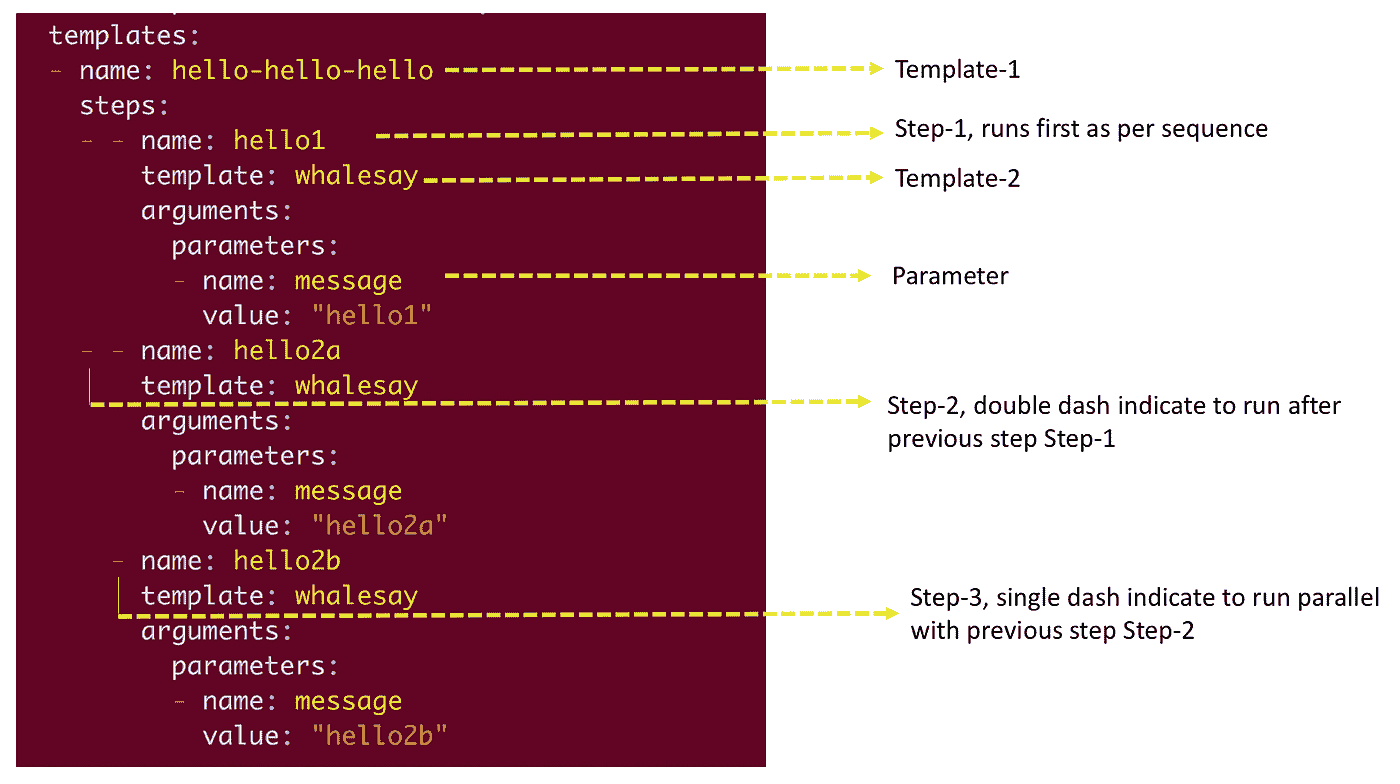 templates:
- name: hello-hello-hello
Template-1
steps:
- - name: hello1
Step-1, runs first as per sequence
template: whalesay
Template-2
arguments:
parameters:
- name: message
Parameter
value: "hello1"
- - name: hello2a
template: whalesay
Step-2, double dash indicate to run after
previous step Step-1
arguments:
parameters:
- name: message
value: "hello2a"
- name: hello2b
template: whalesay
Step-3, single dash indicate to run parallel
with previous step Step-2
arguments:
parameters:
- name: message
value: "hello2b"